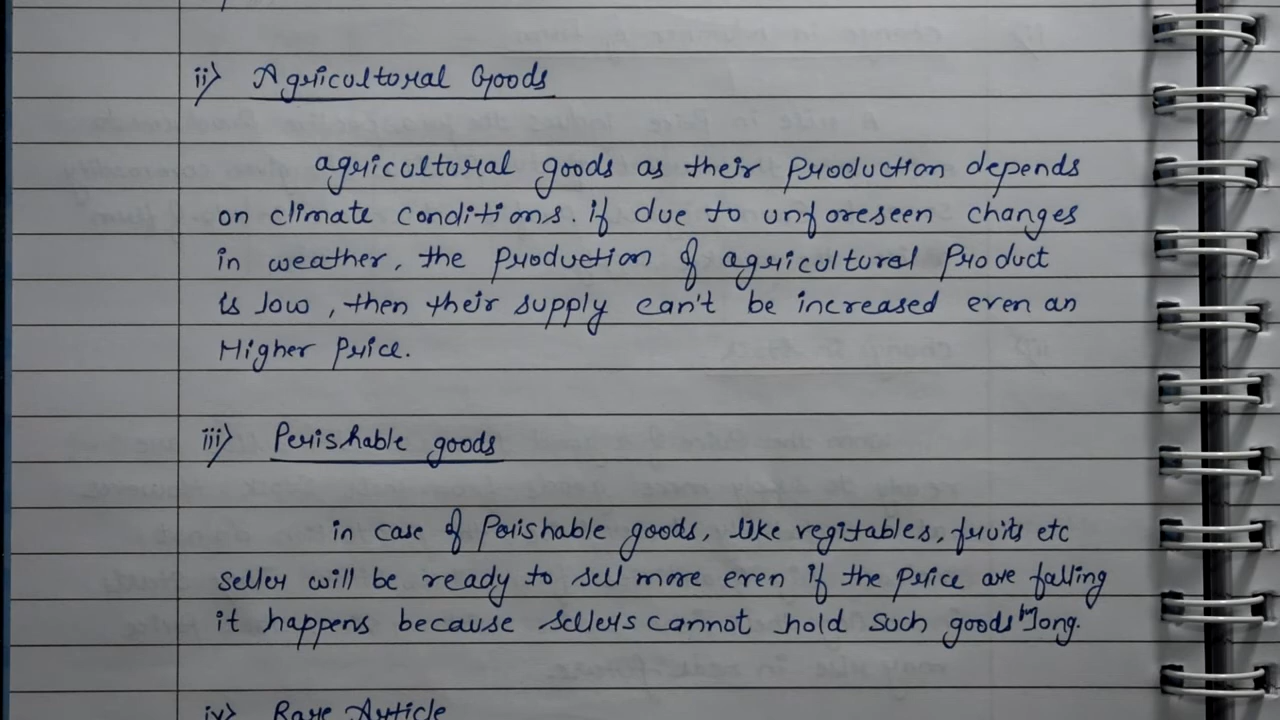 ii) Agricultural Goods
agricultural goods as their Production depends
on climate conditions. if due to unforeseen changes
in weather, the Production of agricultural Product
is low, then their supply can't be increased even an
Higher Price.
iii) Perishable goods
in case of Perishable goods, like vegitables, fruits etc
seller will be ready to sell more even if the Price are falling
it happens because sellers cannot hold such goods long.
iv) Rare Article